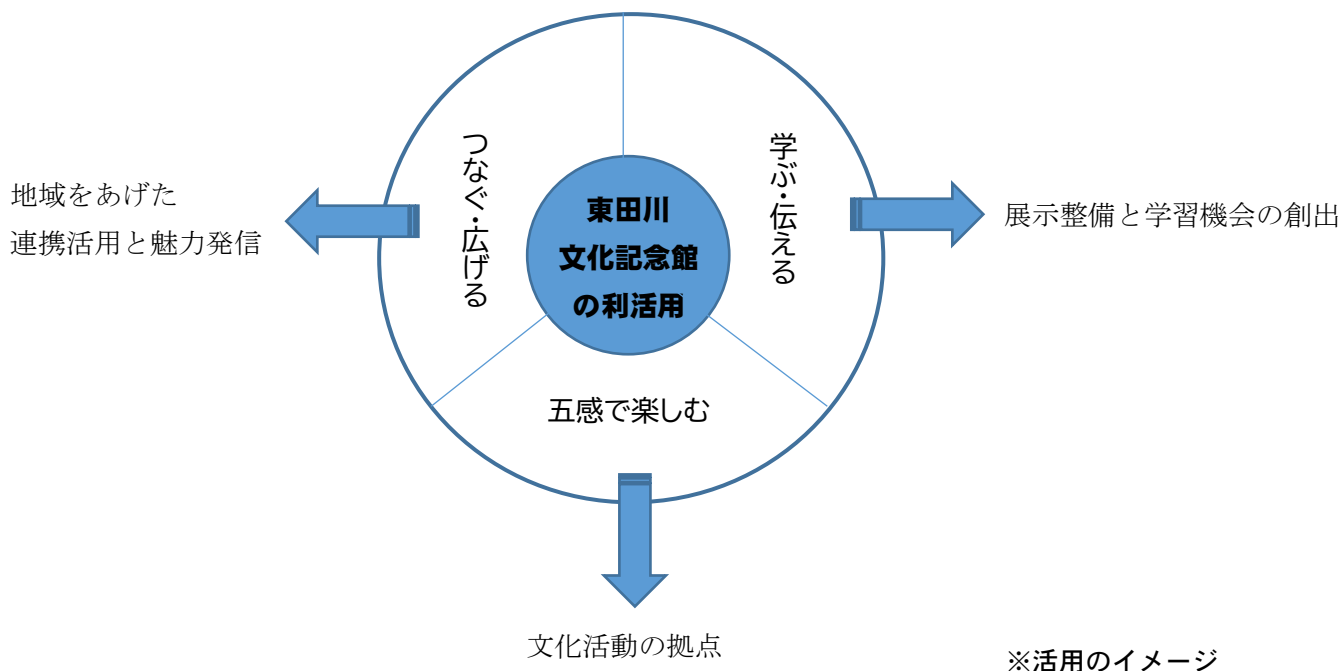 つなぐ・広げる
学ぶ・伝える
東田川
文化記念館
の利活用
地域をあげた
連携活用と魅力発信
展示整備と学習機会の創出
五感で楽しむ
文化活動の拠点
※活用のイメージ